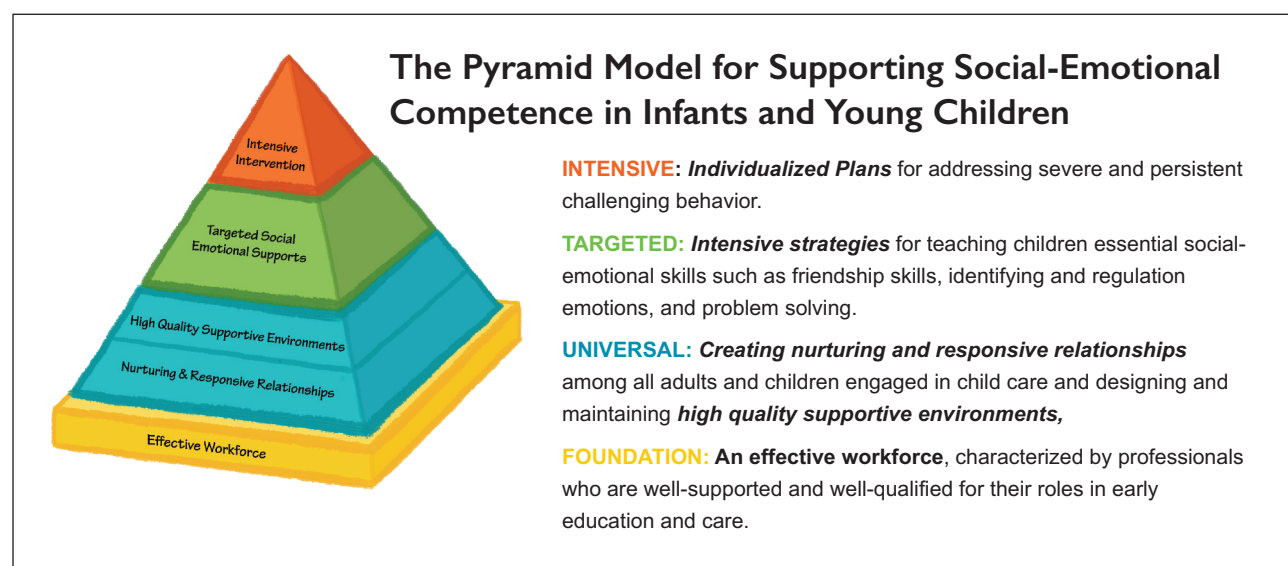 The Pyramid Model for Supporting Social-Emotional
Competence in Infants and Young Children
Intensive
Intervention
Targeted Social
Emotional Supports
High Quality Supportive Environments
Nurturing & Responsive Relationships
Effective Workforce
INTENSIVE: Individualized Plans for addressing severe and persistent
challenging behavior.
TARGETED: Intensive strategies for teaching children essential social-
emotional skills such as friendship skills, identifying and regulation
emotions, and problem solving.
UNIVERSAL: Creating nurturing and responsive relationships
among all adults and children engaged in child care and designing and
maintaining high quality supportive environments,
FOUNDATION: An effective workforce, characterized by professionals
who are well-supported and well-qualified for their roles in early
education and care.